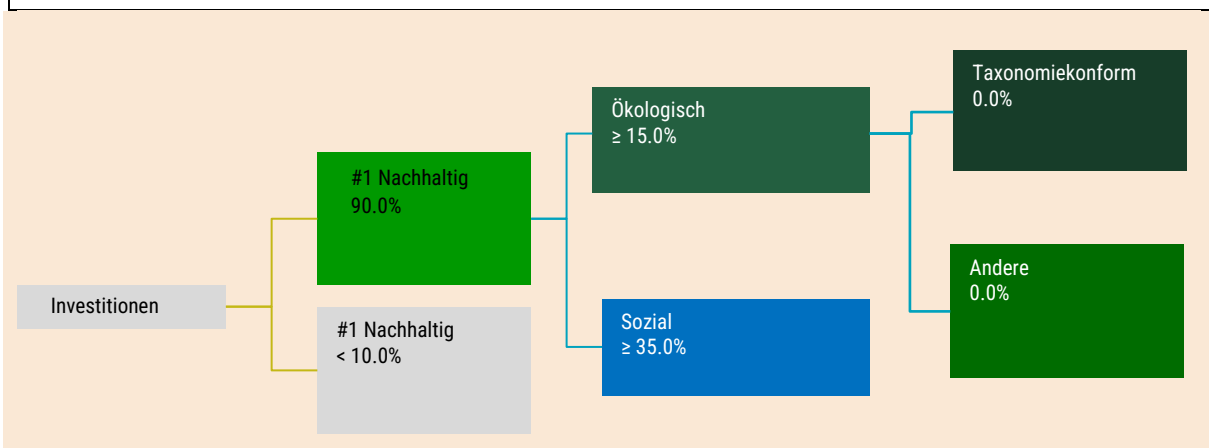 Investitionen
#1 Nachhaltig
90.0%
#1 Nachhaltig
< 10.0%
Ökologisch
≥ 15.0%
Sozial
≥ 35.0%
Taxonomiekonform
0.0%
Andere
0.0%